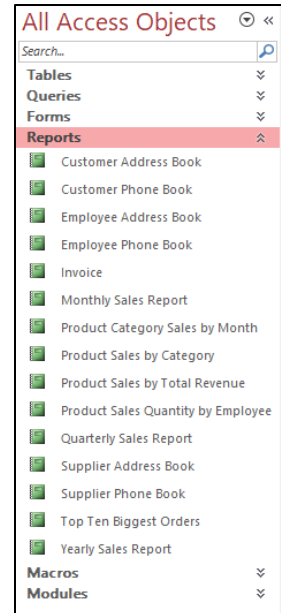 All Access Objects
Search...
Tables
Queries
Forms
Reports
Customer Address Book
Customer Phone Book
Employee Address Book
Employee Phone Book
Invoice
Monthly Sales Report
Product Category Sales by Month
Product Sales by Category
Product Sales by Total Revenue
Product Sales Quantity by Employee
Quarterly Sales Report
Supplier Address Book
Supplier Phone Book
Top Ten Biggest Orders
Yearly Sales Report
Macros
Modules